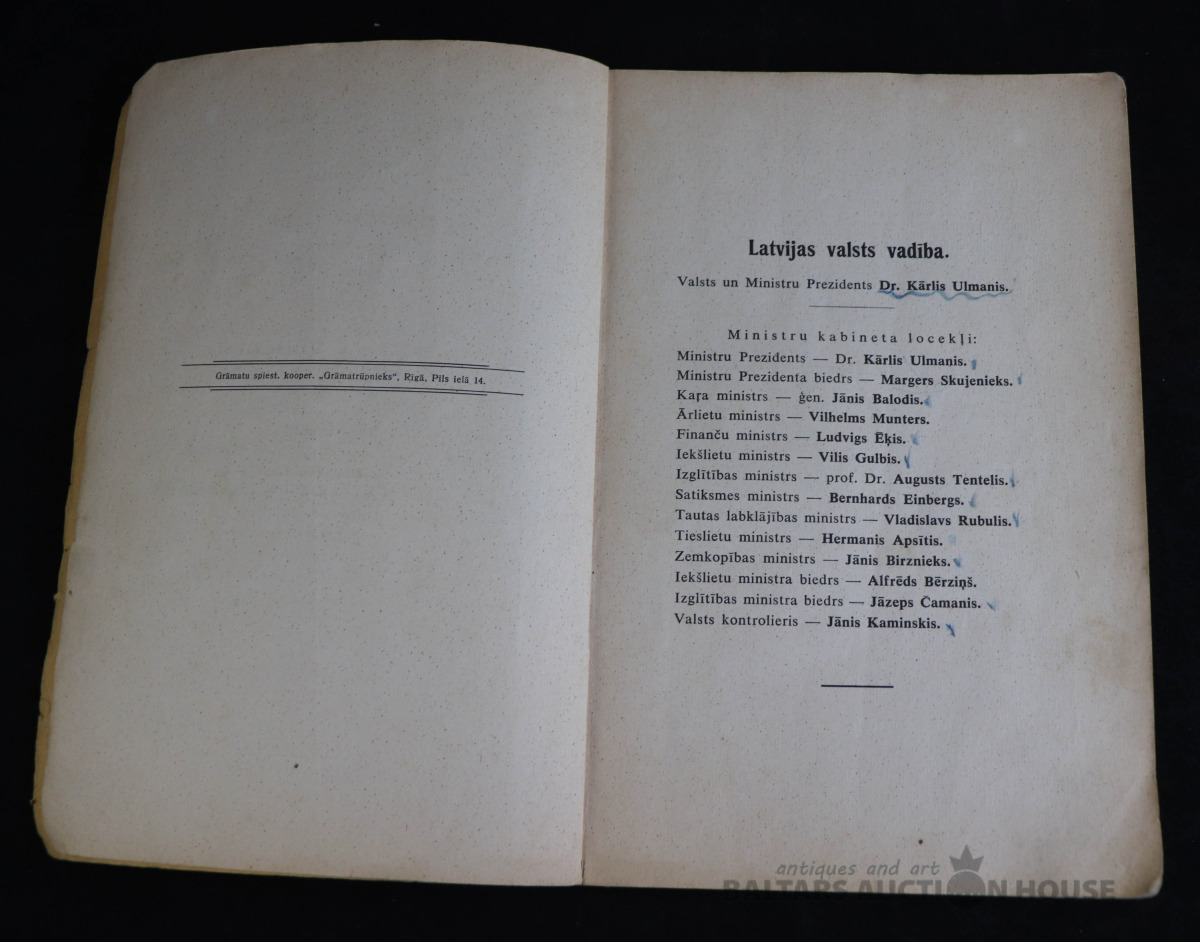 Grāmatu spiest. kooper. „Grāmatrūpnieks“, Rīgā, Pils ielā 14.
Latvijas valsts vadība.
Valsts un Ministru Prezidents Dr. Kārlis Ulmanis.
Ministru kabineta locekļi:
Ministru Prezidents — Dr. Kārlis Ulmanis.
Ministru Prezidenta biedrs — Margers Skujenieks.
Kaŗa ministrs — ģen. Jānis Balodis.
Ārlietu ministrs — Vilhelms Munters.
Finanču ministrs — Ludvigs Ēķis.
Iekšlietu ministrs — Vilis Gulbis.
Izglītības ministrs — prof. Dr. Augusts Tentelis.
Satiksmes ministrs — Bernhards Einbergs.
Tautas labklājības ministrs — Vladislavs Rubulis.
Tieslietu ministrs — Hermanis Apsītis.
Zemkopības ministrs — Jānis Birznieks.
Iekšlietu ministra biedrs — Alfrēds Bērziņš.
Izglītības ministra biedrs — Jāzeps Čamanis.
Valsts kontrolieris — Jānis Kaminskis.
antiques and art
BALTARS AUCTION HOUSE